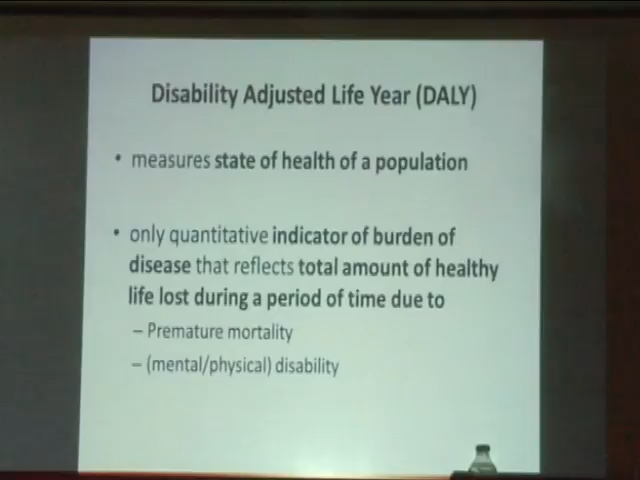 Disability Adjusted Life Year (DALY)
• measures state of health of a population
• only quantitative indicator of burden of
disease that reflects total amount of healthy
life lost during a period of time due to
– Premature mortality
– (mental/physical) disability